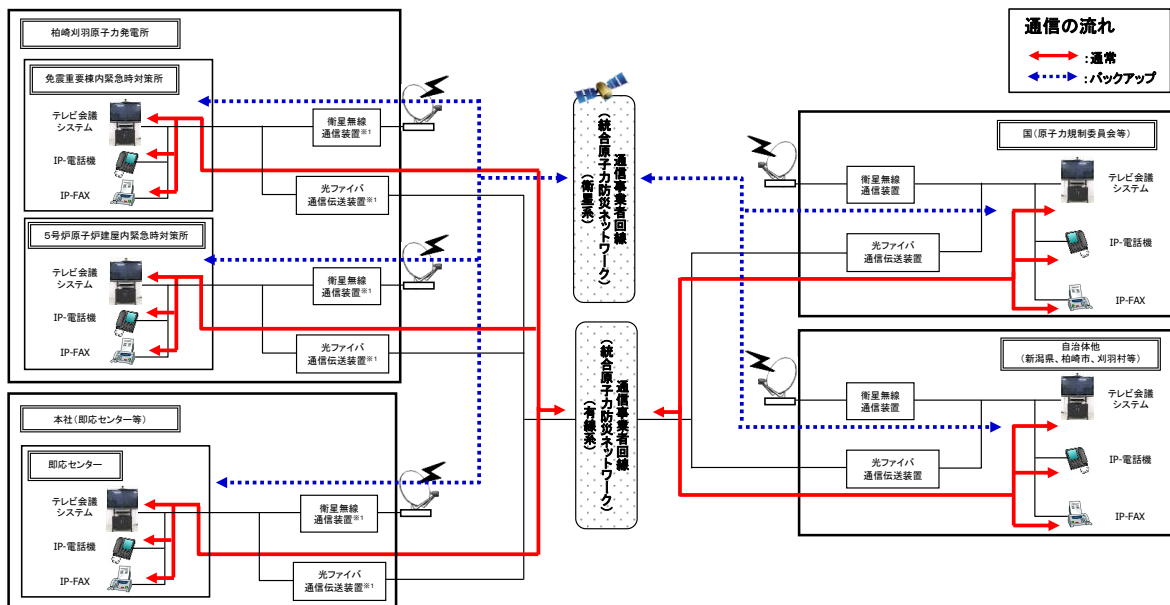 通信の流れ
:通常
:バックアップ
柏崎刈羽原子力発電所
免震重要棟内緊急時対策所
テレビ会議
システム
IP-電話機
IP-FAX
衛星無線
通信装置※1
光ファイバ
通信伝送装置※1
5号炉原子炉建屋内緊急時対策所
テレビ会議
システム
IP-電話機
IP-FAX
衛星無線
通信装置※1
光ファイバ
通信伝送装置※1
本社(即応センター等)
即応センター
テレビ会議
システム
IP-電話機
IP-FAX
衛星無線
通信装置※1
光ファイバ
通信伝送装置※1
通信事業者回線
(統合原子力防災ネットワーク)
(衛星系)
通信事業者回線
(統合原子力防災ネットワーク)
(有線系)
国(原子力規制委員会等)
衛星無線
通信装置
光ファイバ
通信伝送装置
テレビ会議
システム
IP-電話機
IP-FAX
自治体他
(新潟県、柏崎市、刈羽村等)
衛星無線
通信装置
光ファイバ
通信伝送装置
テレビ会議
システム
IP-電話機
IP-FAX